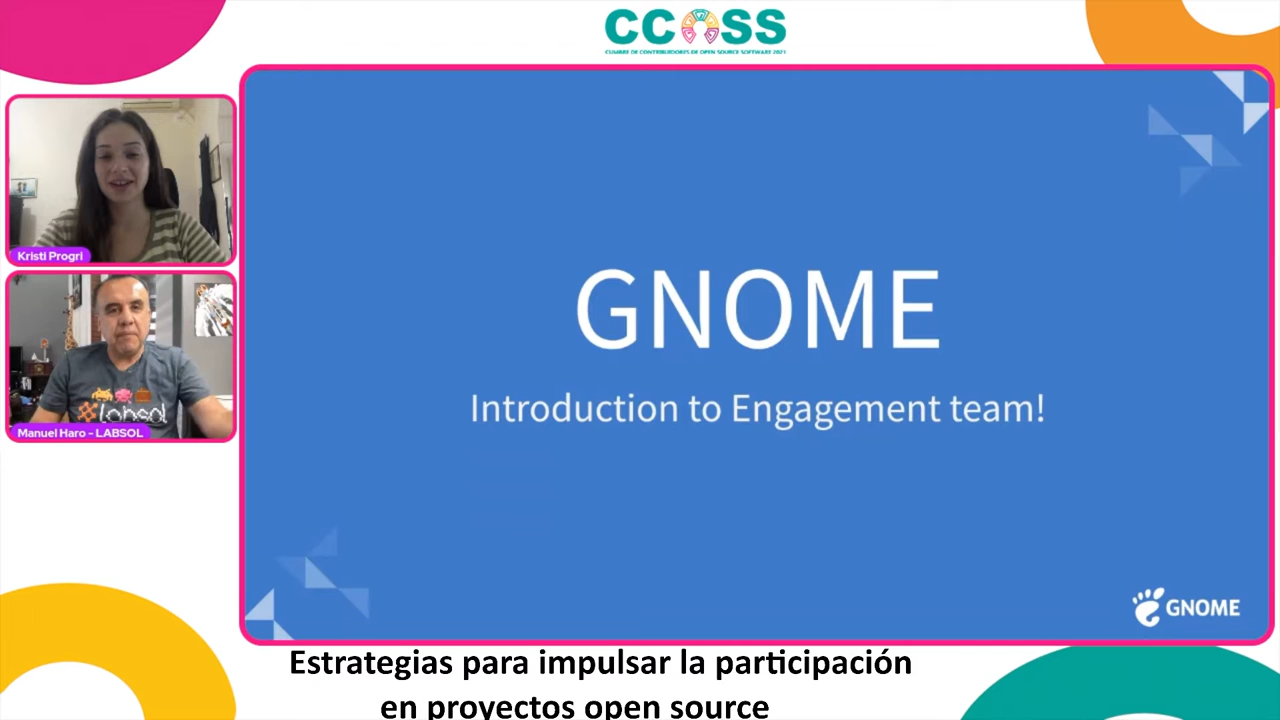 CCOSS
CUMBRE DE CONTRIBUIDORES DE OPEN SOURCE SOFTWARE 2021
Kristi Progri
labsol
Manuel Haro - LABSOL
GNOME
Introduction to Engagement team!
GNOME
Estrategias para impulsar la participación
en proyectos open source